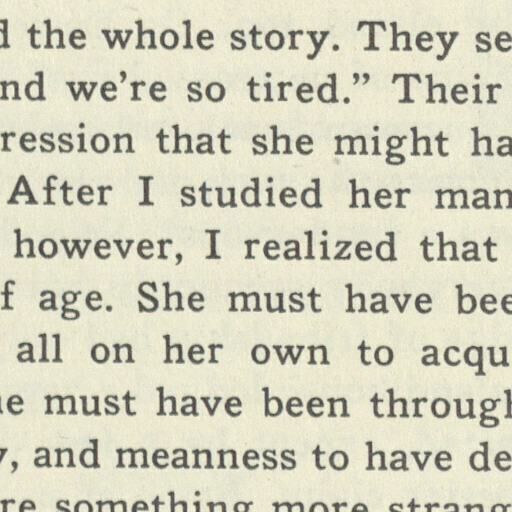 d the whole story. They se
nd we're so tired." Their
ression that she might ha
After I studied her man
however, I realized that
f age. She must have bee
all on her own to acqu
e must have been through
y, and meanness to have de
re something more strang